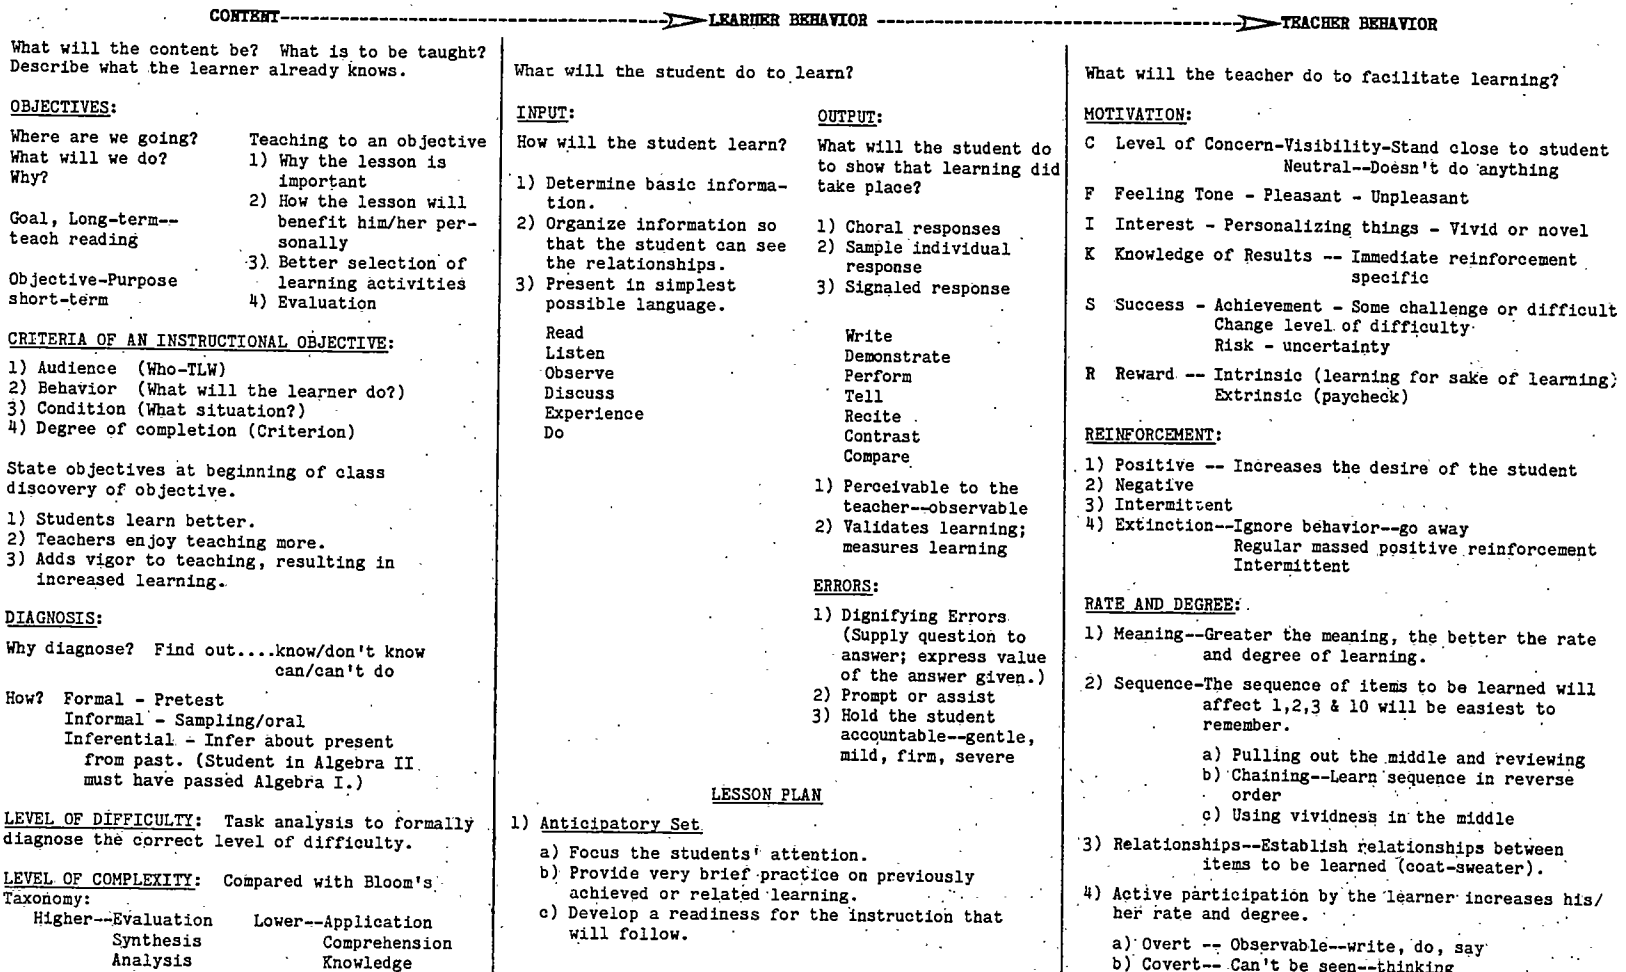 CONTENT------------------------------------------------> LEARNER BEHAVIOR ---------------------------------------------> TEACHER BEHAVIOR
What will the content be? What is to be taught?
Describe what the learner already knows.
OBJECTIVES:
Where are we going?
What will we do?
Why?
Goal, Long-term--
teach reading
Objective-Purpose
short-term
Teaching to an objective
1) Why the lesson is
important
2) How the lesson will
benefit him/her per-
sonally
3) Better selection of
learning activities
4) Evaluation
CRITERIA OF AN INSTRUCTIONAL OBJECTIVE:
1) Audience (Who-TLW)
2) Behavior (What will the learner do?)
3) Condition (What situation?)
4) Degree of completion (Criterion)
State objectives at beginning of class
discovery of objective.
1) Students learn better.
2) Teachers enjoy teaching more.
3) Adds vigor to teaching, resulting in
increased learning.
DIAGNOSIS:
Why diagnose? Find out....know/don't know
can/can't do
How? Formal - Pretest
Informal - Sampling/oral
Inferential - Infer about present
from past. (Student in Algebra II
must have passed Algebra I.)
LEVEL OF DIFFICULTY: Task analysis to formally
diagnose the correct level of difficulty.
LEVEL OF COMPLEXITY: Compared with Bloom's
Taxonomy:
Higher--Evaluation Lower--Application
Synthesis Comprehension
Analysis Knowledge
What will the student do to learn?
INPUT:
How will the student learn?
1) Determine basic informa-
tion.
2) Organize information so
that the student can see
the relationships.
3) Present in simplest
possible language.
Read
Listen
Observe
Discuss
Experience
Do
OUTPUT:
What will the student do
to show that learning did
take place?
1) Choral responses
2) Sample individual
response
3) Signaled response
Write
Demonstrate
Perform
Tell
Recite
Contrast
Compare
1) Perceivable to the
teacher--observable
2) Validates learning;
measures learning
ERRORS:
1) Dignifying Errors
(Supply question to
answer; express value
of the answer given.)
2) Prompt or assist
3) Hold the student
accountable--gentle,
mild, firm, severe
LESSON PLAN
1) Anticipatory Set
a) Focus the students' attention.
b) Provide very brief practice on previously
achieved or related learning.
c) Develop a readiness for the instruction that
will follow.
What will the teacher do to facilitate learning?
MOTIVATION:
C Level of Concern-Visibility-Stand close to student
Neutral--Doesn't do anything
F Feeling Tone - Pleasant - Unpleasant
I Interest - Personalizing things - Vivid or novel
K Knowledge of Results -- Immediate reinforcement
specific
S Success - Achievement - Some challenge or difficult
Change level of difficulty
Risk - uncertainty
R Reward -- Intrinsic (learning for sake of learning)
Extrinsic (paycheck)
REINFORCEMENT:
1) Positive -- Increases the desire of the student
2) Negative
3) Intermittent
4) Extinction--Ignore behavior--go away
Regular massed positive reinforcement
Intermittent
RATE AND DEGREE:
1) Meaning--Greater the meaning, the better the rate
and degree of learning.
2) Sequence-The sequence of items to be learned will
affect 1,2,3 & 10 will be easiest to
remember.
a) Pulling out the middle and reviewing
b) Chaining--Learn sequence in reverse
order
c) Using vividness in the middle
3) Relationships--Establish relationships between
items to be learned (coat-sweater).
4) Active participation by the learner increases his/
her rate and degree.
a) Overt -- Observable--write, do, say
b) Covert-- Can't be seen--thinking